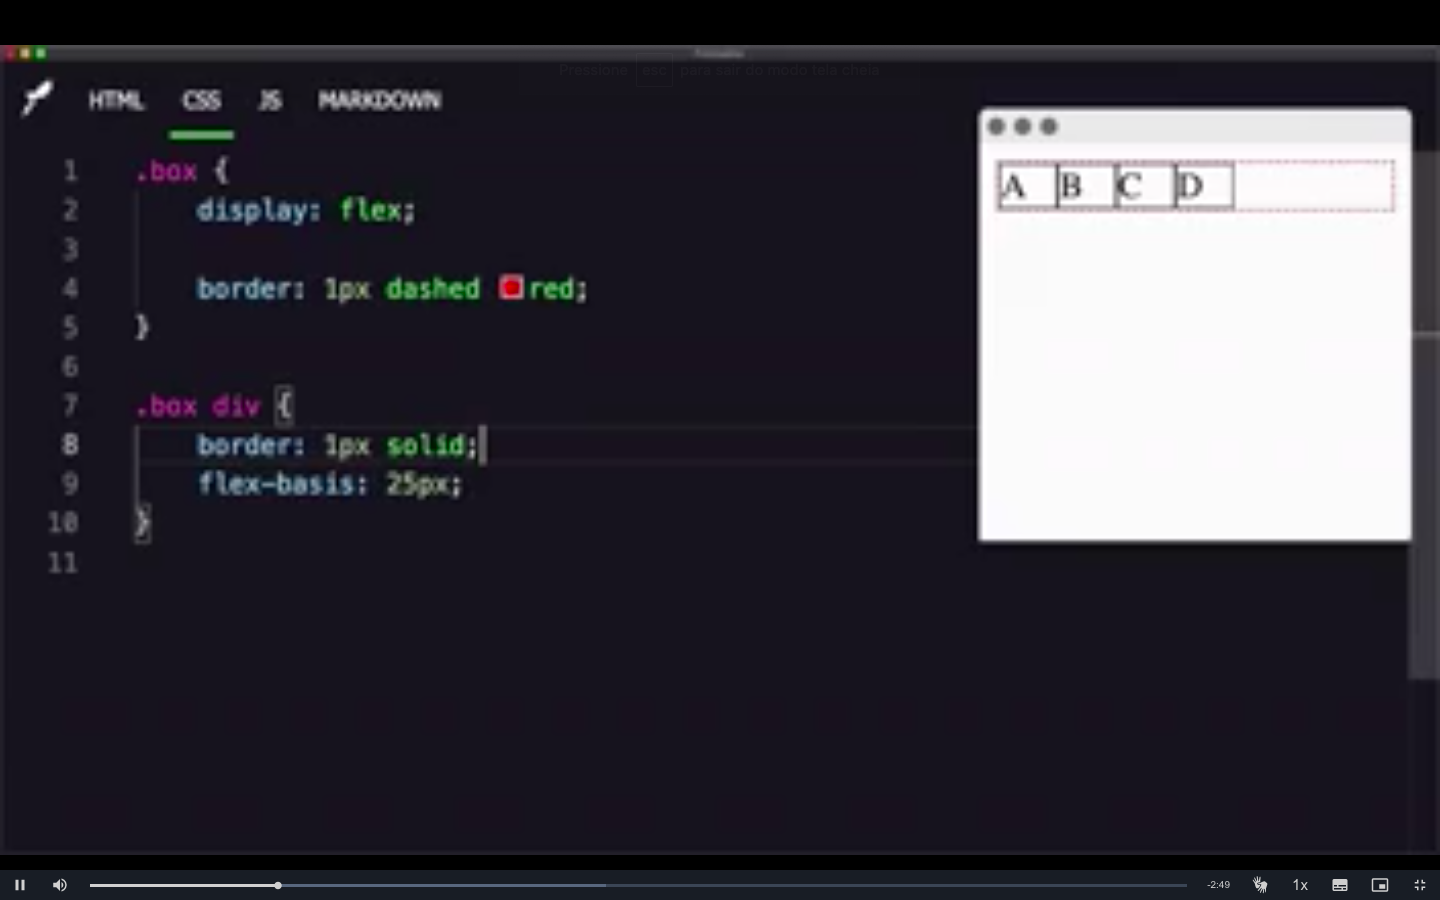 Pressione esc para sair do modo tela cheia
HTML CSS JS MARKDOWN
1 .box {
2 display: flex;
3
4 border: 1px dashed red;
5 }
6
7 .box div {
8 border: 1px solid;
9 flex-basis: 25px;
10 }
11
A B C D
-2:49 1x